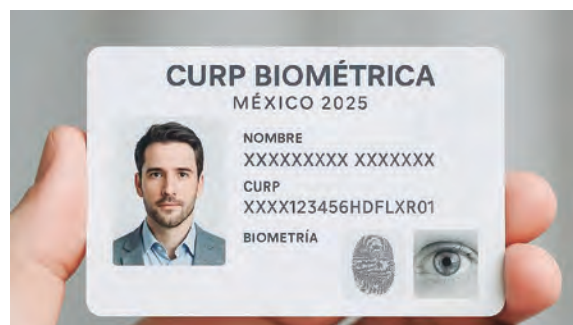 CURP BIOMÉTRICA
MÉXICO 2025
NOMBRE
XXXXXXXXX XXXXXXX
CURP
XXXX123456HDFLXR01
BIOMETRÍA